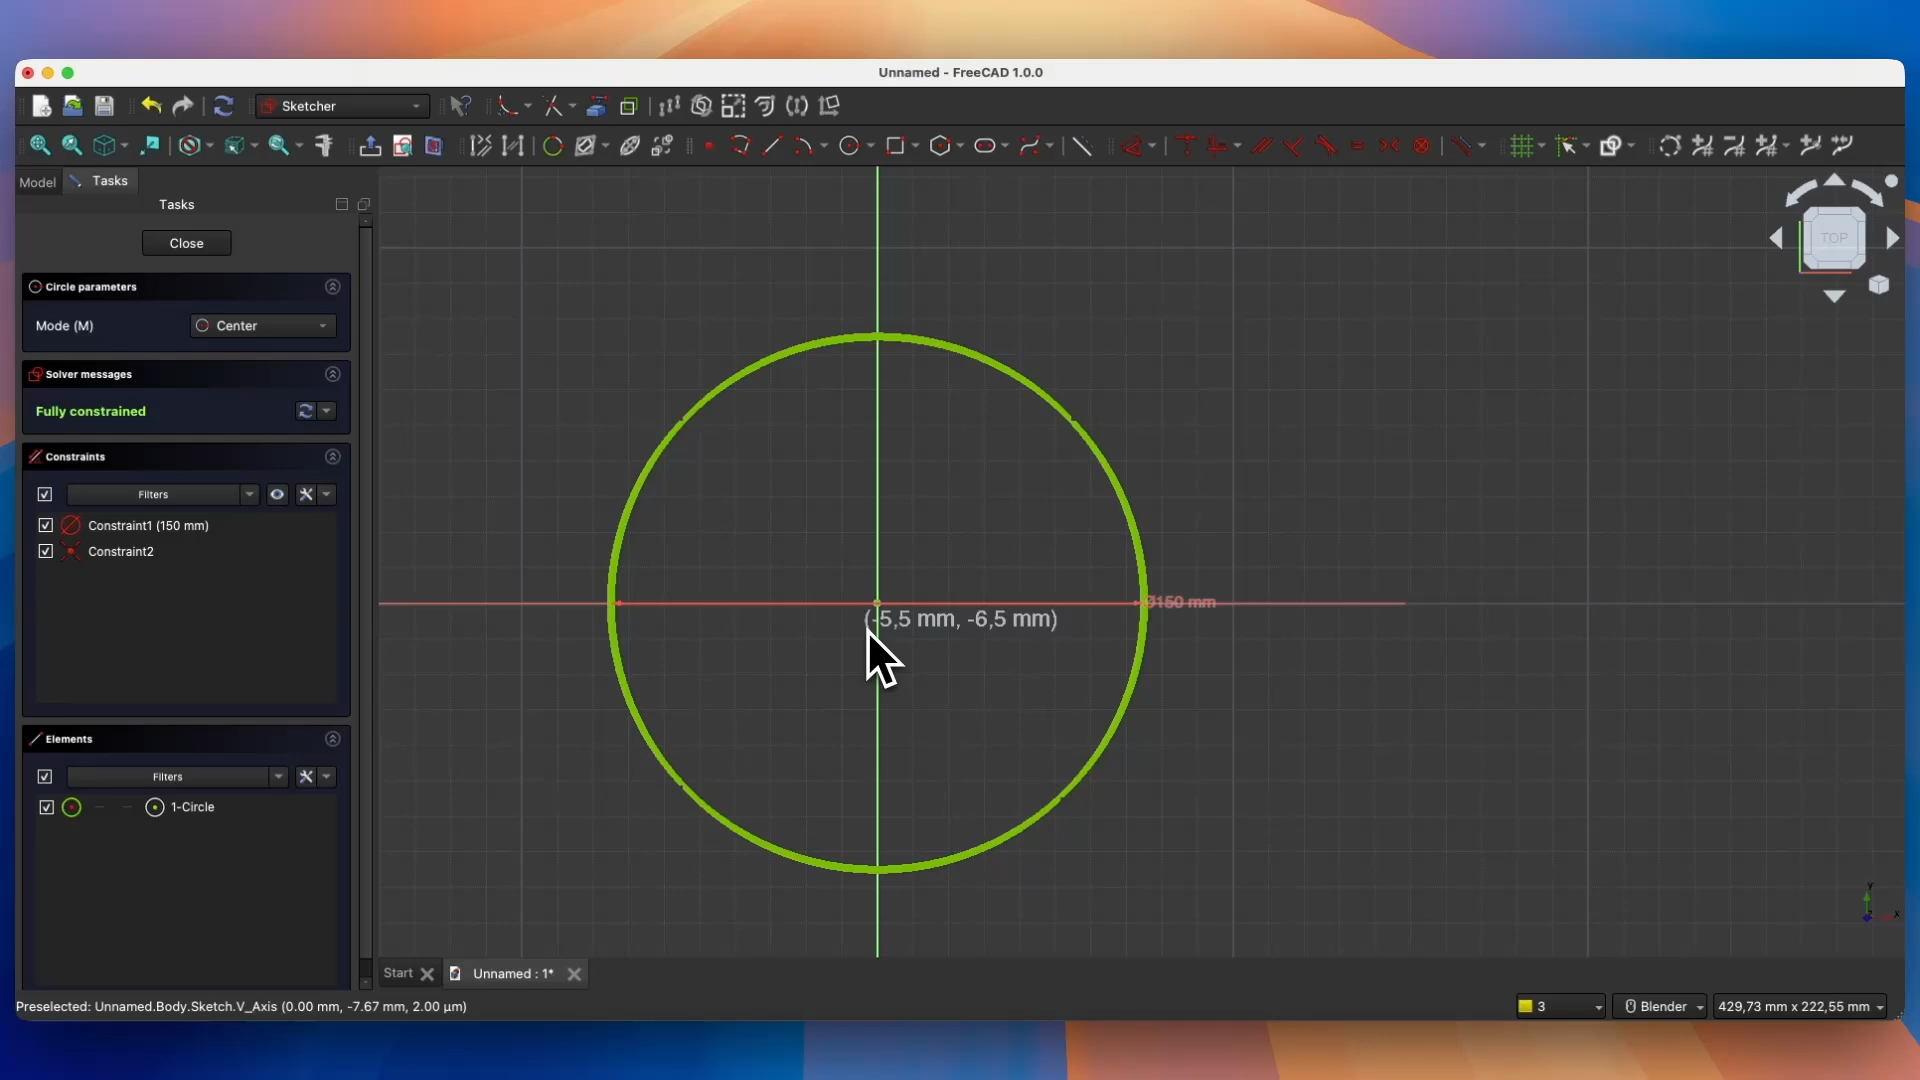 Unnamed - FreeCAD 1.0.0
Sketcher
Model
Tasks
Tasks
Close
Circle parameters
Mode (M)
Center
Solver messages
Fully constrained
Constraints
Filters
Constraint1 (150 mm)
Constraint2
Elements
Filters
1-Circle
Ø150 mm
(-5,5 mm, -6,5 mm)
TOP
Y
Z
X
Start
Unnamed : 1*
Preselected: Unnamed.Body.Sketch.V_Axis (0.00 mm, -7.67 mm, 2.00 µm)
3
Blender
429,73 mm x 222,55 mm